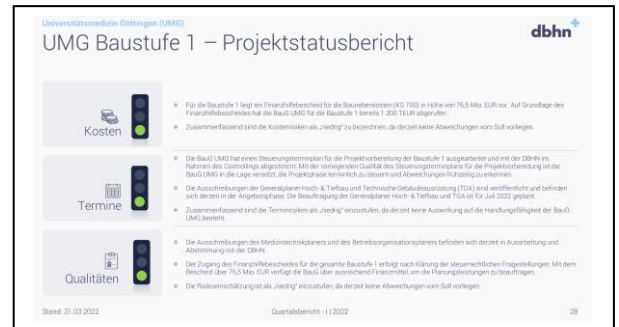 Universitätsmedizin Göttingen (UMG)
UMG Baustufe 1 – Projektstatusbericht
dbhn
Kosten
Für die Baustufe 1 liegt ein Finanzhilfebescheid für die Baunebenkosten (KG 700) in Höhe von 76,5 Mio. EUR vor. Auf Grundlage des
Finanzhilfebescheides hat die BauG UMG für die Baustufe 1 bereits 1.200 TEUR abgerufen.
Zusammenfassend sind die Kostenrisiken als „niedrig“ zu bezeichnen, da derzeit keine Abweichungen vom Soll vorliegen.
Termine
Die BauG UMG hat einen Steuerungsterminplan für die Projektvorbereitung der Baustufe 1 ausgearbeitet und mit der DBHN im
Rahmen des Controllings abgestimmt. Mit der vorliegenden Qualität des Steuerungsterminplans für die Projektvorbereitung ist die
BauG UMG in die Lage versetzt, die Projektphase terminlich zu steuern und Abweichungen frühzeitig zu erkennen.
Die Ausschreibungen der Generalplaner Hoch- & Tiefbau und Technische Gebäudeausrüstung (TGA) sind veröffentlicht und befinden
sich derzeit in der Angebotsphase. Die Beauftragung der Generalplaner Hoch- & Tiefbau und TGA ist für Juli 2022 geplant.
Zusammenfassend sind die Terminrisiken als „niedrig“ einzustufen, da derzeit keine Auswirkung auf die Handlungsfähigkeit der BauG
UMG besteht.
Qualitäten
Die Ausschreibungen des Medizintechnikplaners und des Betriebsorganisationsplaners befinden sich derzeit in Ausarbeitung und
Abstimmung mit der DBHN.
Der Zugang des Finanzhilfebescheides für die gesamte Baustufe 1 erfolgt nach Klärung der steuerrechtlichen Fragestellungen. Mit dem
Bescheid über 76,5 Mio. EUR verfügt die BauG über ausreichend Finanzmittel, um die Planungsleistungen zu beauftragen.
Die Risikoeinschätzung ist als „niedrig“ einzustufen, da derzeit keine Abweichungen vom Soll vorliegen.
Stand: 31.03.2022
Quartalsbericht - I | 2022
28